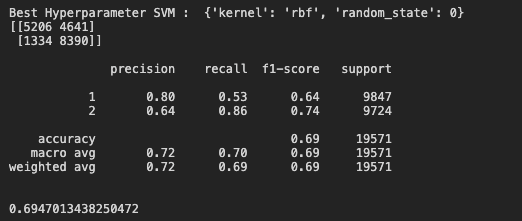 Best Hyperparameter SVM :  {'kernel': 'rbf', 'random_state': 0}
[[5206 4641]
 [1334 8390]]
              precision    recall  f1-score   support
           1       0.80      0.53      0.64      9847
           2       0.64      0.86      0.74      9724
    accuracy                           0.69     19571
   macro avg       0.72      0.70      0.69     19571
weighted avg       0.72      0.69      0.69     19571
0.6947013438250472